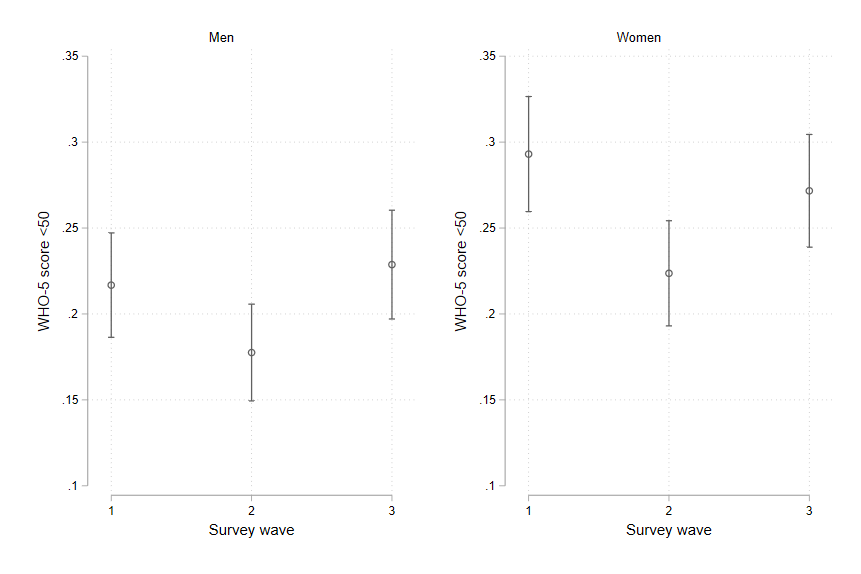 Men
.35
.3
.25
.2
.15
.1
WHO-5 score <50
1 2 3
Survey wave
Women
.35
.3
.25
.2
.15
.1
WHO-5 score <50
1 2 3
Survey wave